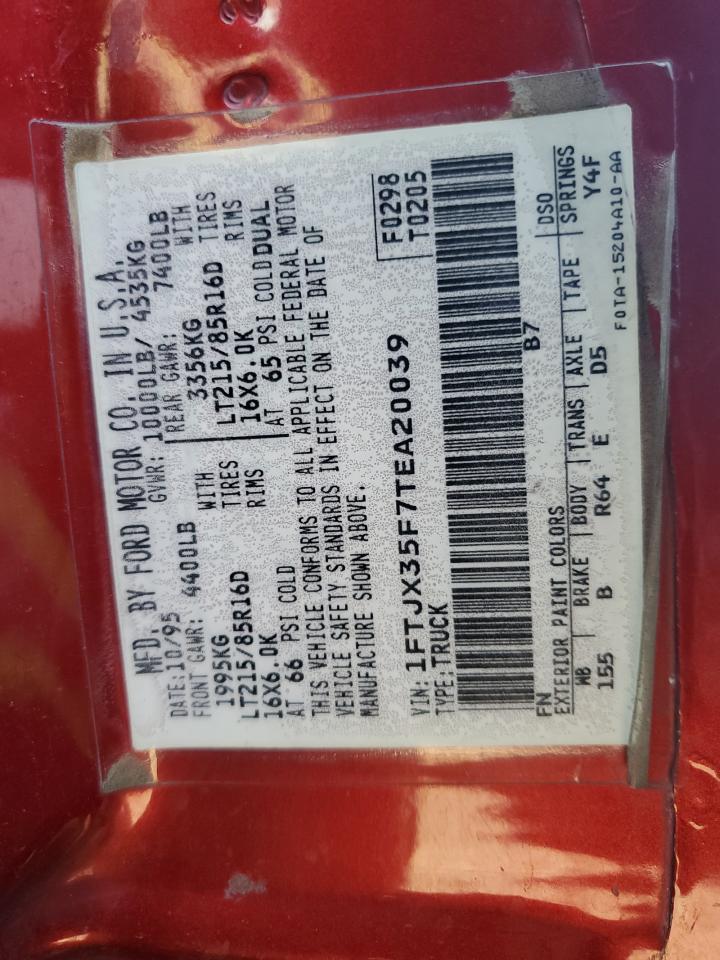 MFD. BY FORD MOTOR CO. IN U.S.A.
DATE: 10/95 GVWR: 10000LB/ 4535KG
FRONT GAWR: 4400LB REAR GAWR: 7400LB
1995KG WITH 3356KG WITH
LT215/85R16D TIRES LT215/85R16D TIRES
16X6.0K RIMS 16X6.0K RIMS
AT 66 PSI COLD AT 65 PSI COLD DUAL
THIS VEHICLE CONFORMS TO ALL APPLICABLE FEDERAL MOTOR
VEHICLE SAFETY STANDARDS IN EFFECT ON THE DATE OF
MANUFACTURE SHOWN ABOVE.
F0298
VIN: 1FTJX35F7TEA20039 T0205
TYPE: TRUCK
B7
FN DSO
EXTERIOR PAINT COLORS
WB BRAKE BODY TRANS AXLE TAPE SPRINGS
155 B R64 E D5 Y4F
F0TA-15204A10-AA